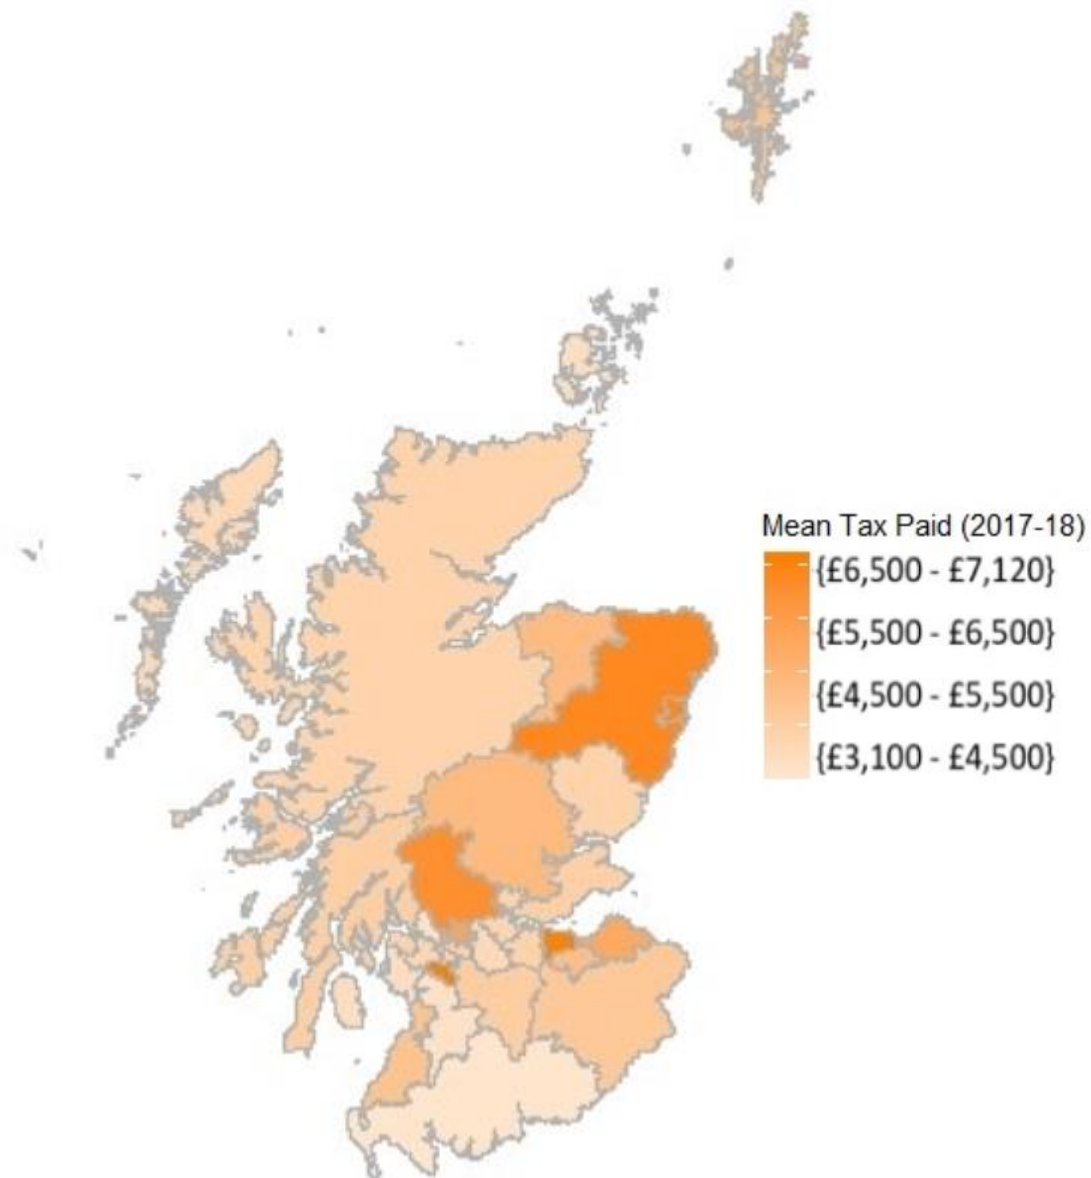 Mean Tax Paid (2017-18)
{£6,500 - £7,120}
{£5,500 - £6,500}
{£4,500 - £5,500}
{£3,100 - £4,500}